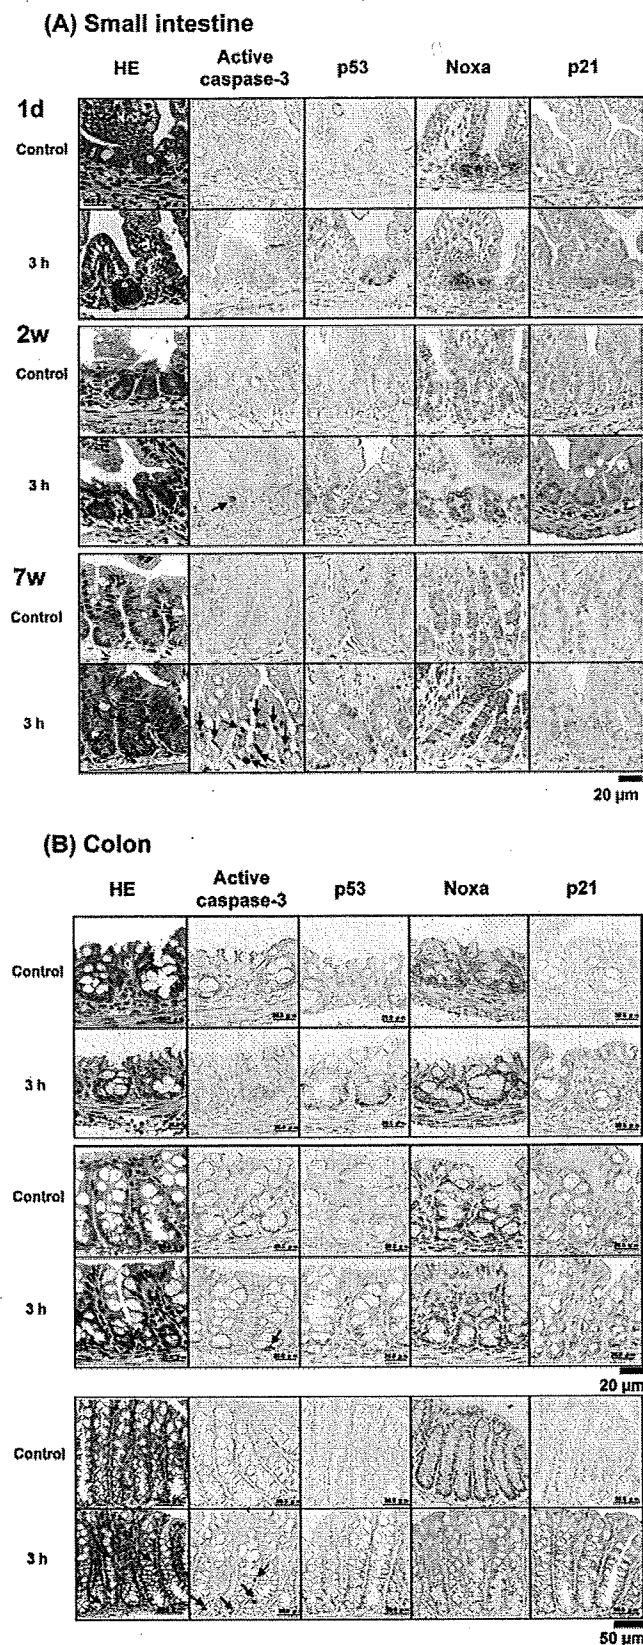 (A) Small intestine
HE
Active
caspase-3
p53
Noxa
p21
1d
Control
3 h
2w
Control
3 h
7w
Control
3 h
20 µm
(B) Colon
HE
Active
caspase-3
p53
Noxa
p21
Control
3 h
Control
3 h
20 µm
Control
3 h
50 µm